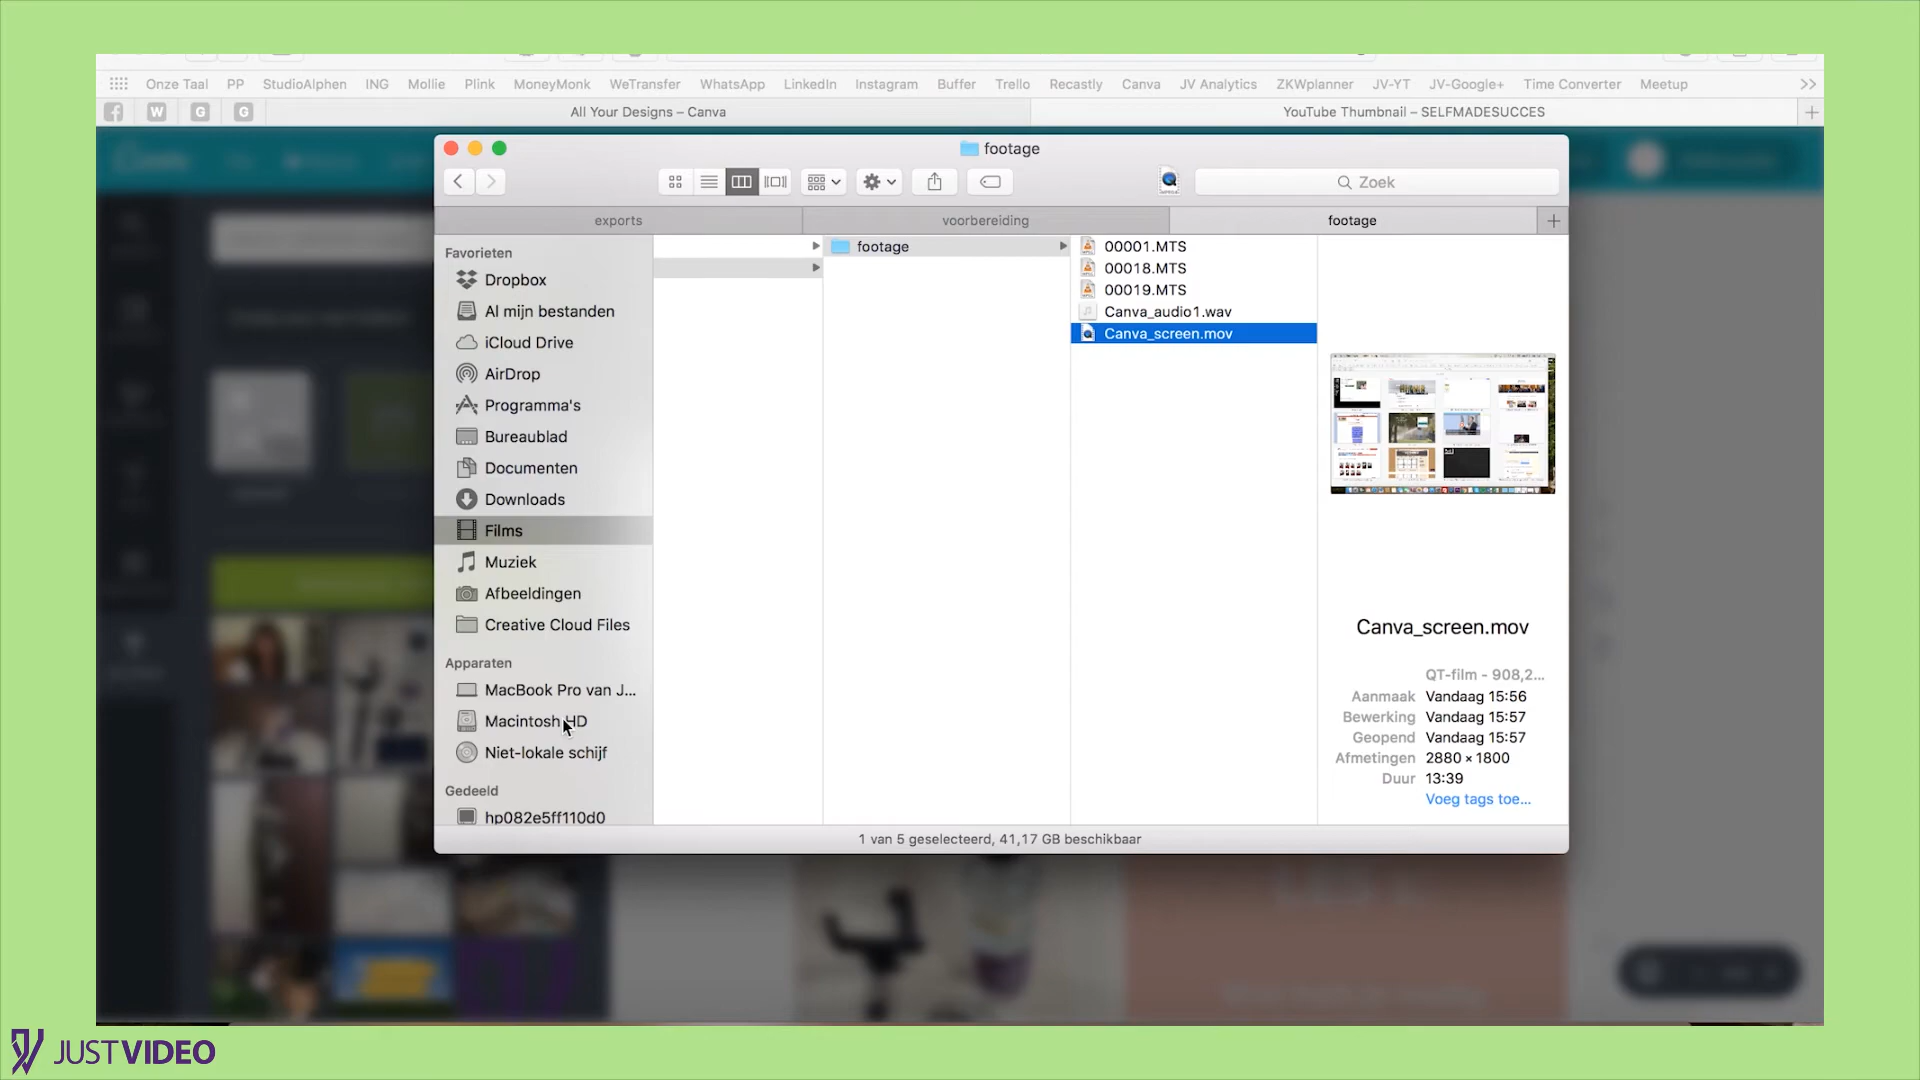 Onze Taal PP StudioAlphen ING Mollie Plink MoneyMonk WeTransfer WhatsApp LinkedIn Instagram Buffer Trello Recastly Canva JV Analytics ZKWplanner JV-YT JV-Google+ Time Converter Meetup
W G G All Your Designs – Canva YouTube Thumbnail – SELFMADESUCCES
footage
Zoek
exports voorbereiding footage
Favorieten
Dropbox
Al mijn bestanden
iCloud Drive
AirDrop
Programma's
Bureaublad
Documenten
Downloads
Films
Muziek
Afbeeldingen
Creative Cloud Files
Apparaten
MacBook Pro van J...
Macintosh HD
Niet-lokale schijf
Gedeeld
hp082e5ff110d0
footage
00001.MTS
00018.MTS
00019.MTS
Canva_audio1.wav
Canva_screen.mov
Canva_screen.mov
QT-film - 908,2...
Aanmaak Vandaag 15:56
Bewerking Vandaag 15:57
Geopend Vandaag 15:57
Afmetingen 2880 × 1800
Duur 13:39
Voeg tags toe...
1 van 5 geselecteerd, 41,17 GB beschikbaar
JUSTVIDEO